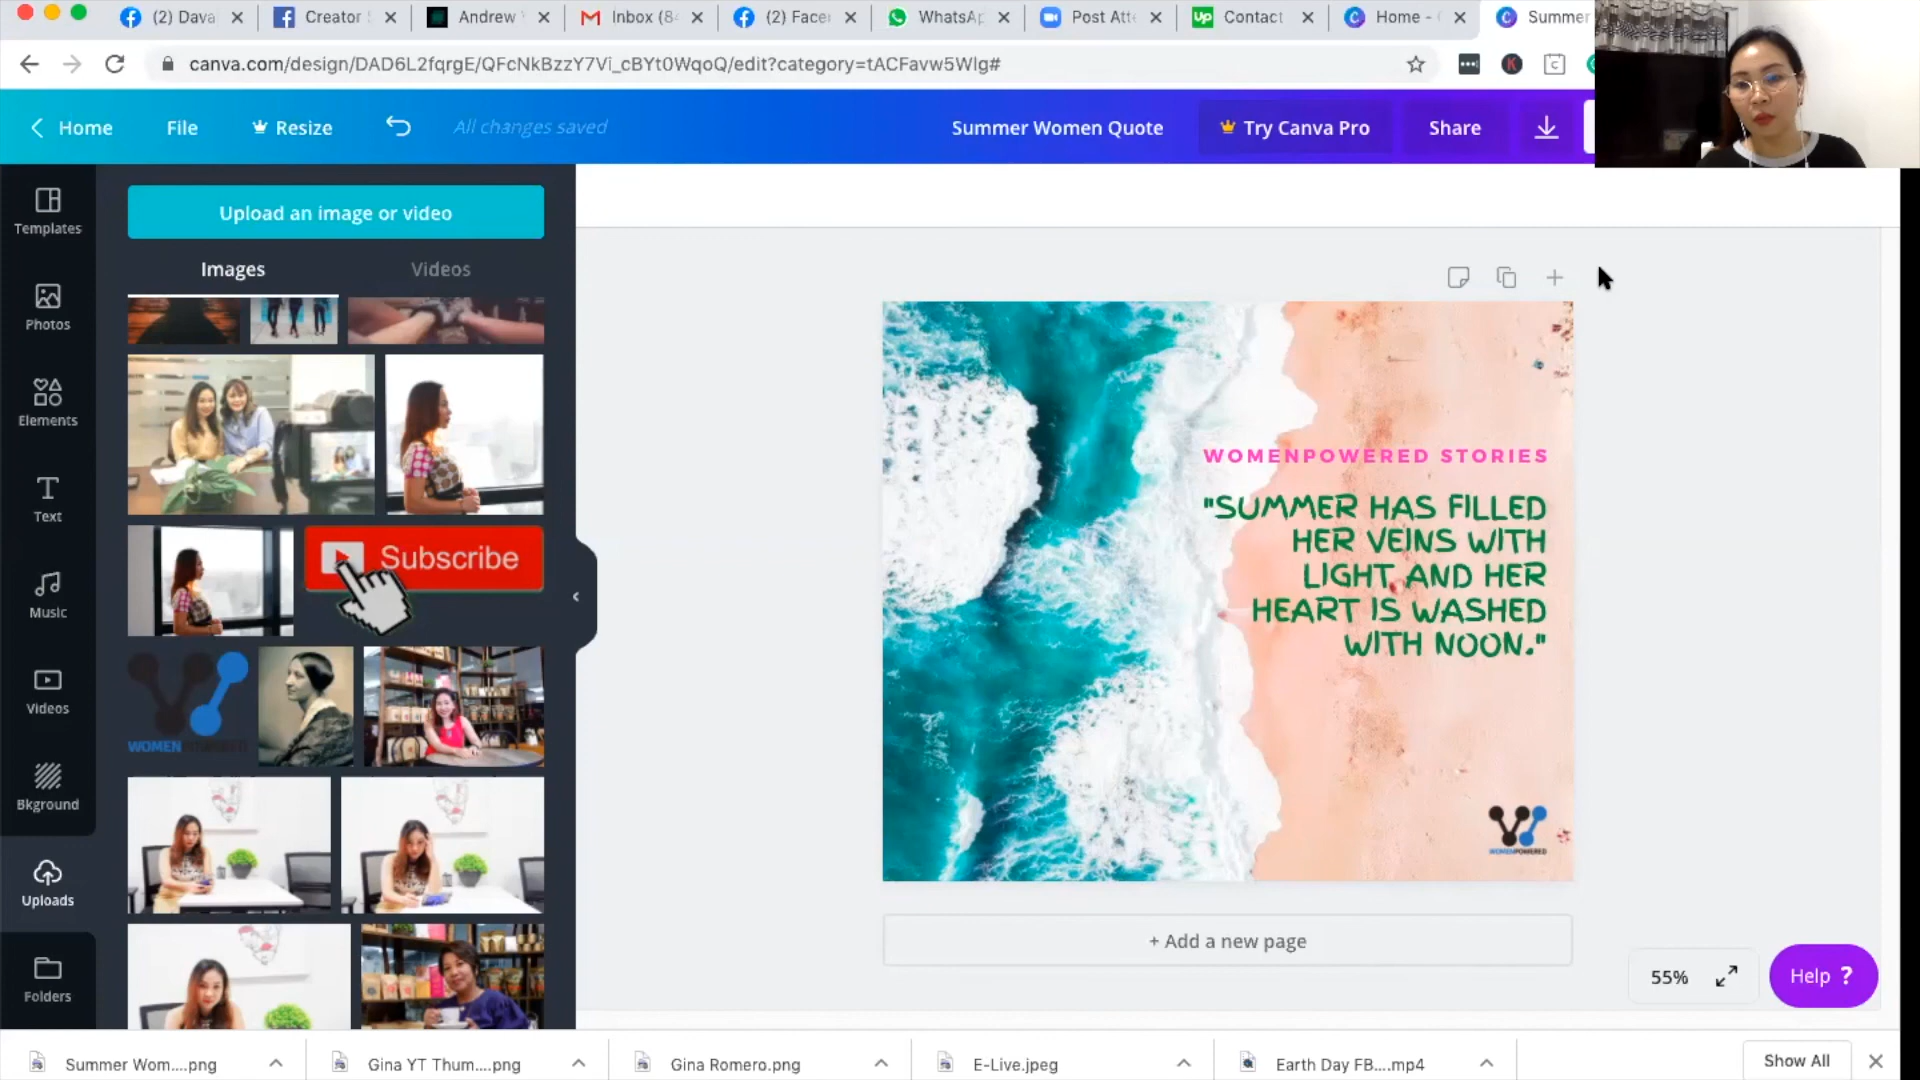 (2) Dava
Creator
Andrew
Inbox (8
(2) Face
WhatsAp
Post Att
Up
Contact
Home -
Summer
canva.com/design/DAD6L2fqrgE/QFcNkBzzY7Vi_cBYt0WqoQ/edit?category=tACFavw5Wlg#
Home
File
Resize
All changes saved
Summer Women Quote
Try Canva Pro
Share
Templates
Photos
Elements
Text
Music
Videos
Bkground
Uploads
Folders
Upload an image or video
Images
Videos
Subscribe
WOMENPOWERED
WOMENPOWERED STORIES
"SUMMER HAS FILLED
HER VEINS WITH
LIGHT AND HER
HEART IS WASHED
WITH NOON."
WOMENPOWERED
+ Add a new page
55%
Help ?
Summer Wom....png
Gina YT Thum....png
Gina Romero.png
E-Live.jpeg
Earth Day FB....mp4
Show All